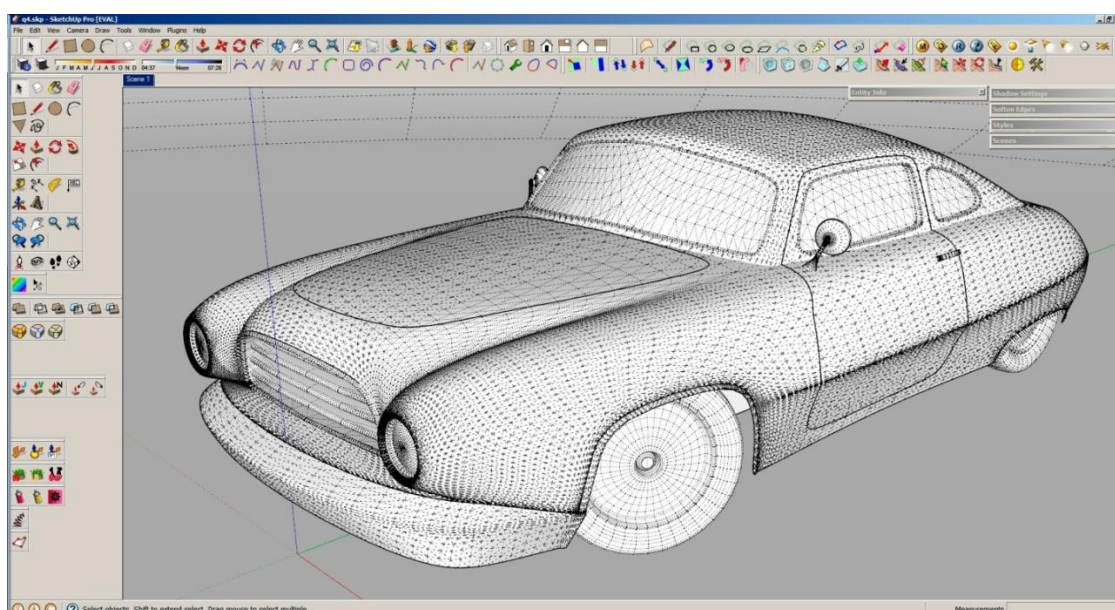 q4.skp - SketchUp Pro [EVAL]
File Edit View Camera Draw Tools Window Plugins Help
J F M A M J J A S O N D 04:37 Noon 07:28
Scene 1
Entity Info
Shadow Settings
Soften Edges
Styles
Scenes
Select objects. Shift to extend select. Drag mouse to select multiple.
Measurements